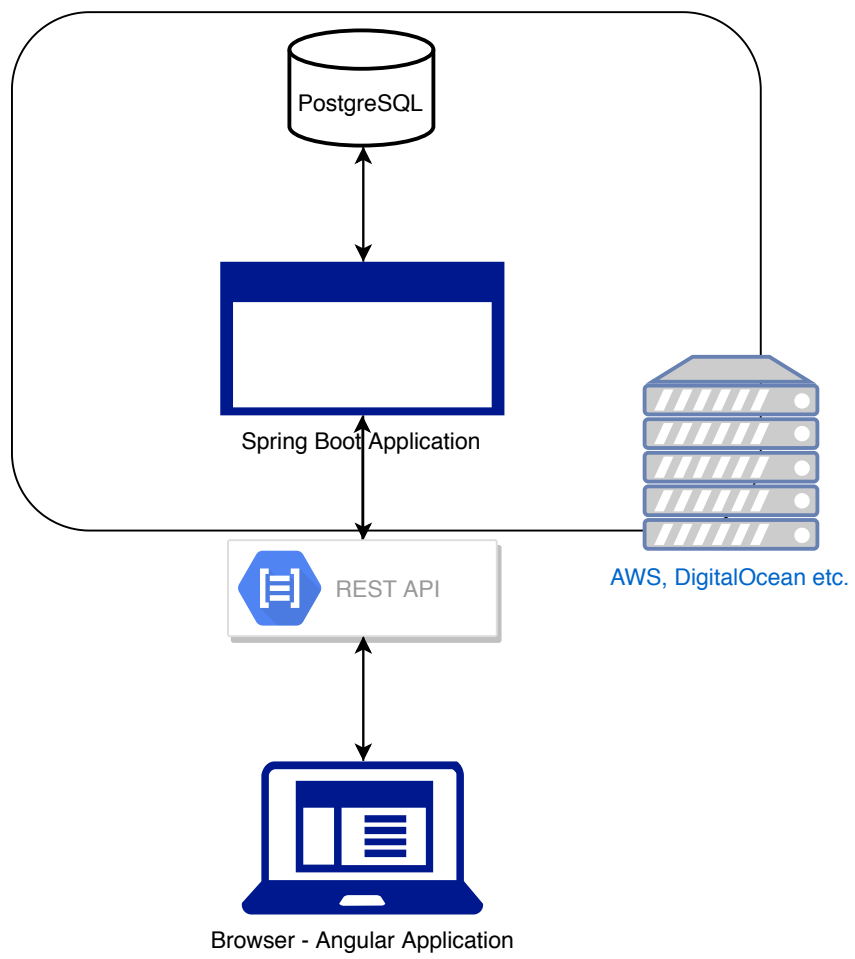 PostgreSQL
Spring Boot Application
AWS, DigitalOcean etc.
REST API
Browser - Angular Application